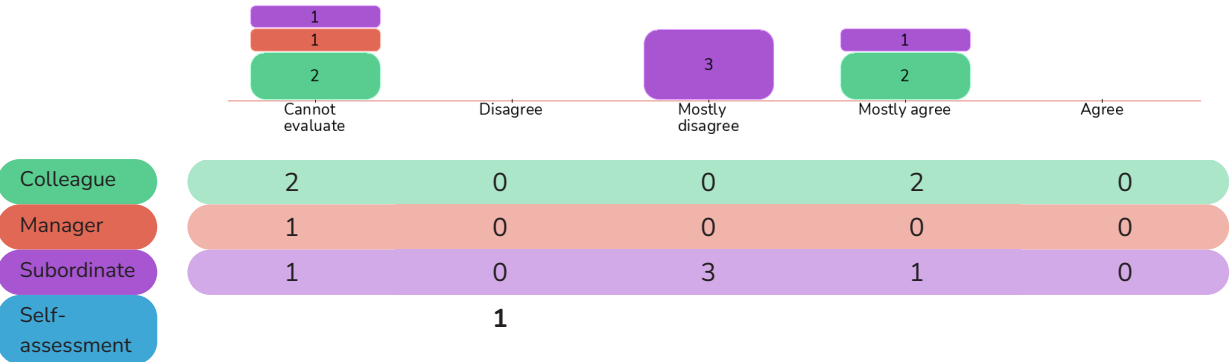 1
1
1
3
2
2
Cannot
evaluate
Disagree
Mostly
disagree
Mostly agree
Agree
Colleague 2 0 0 2 0
Manager 1 0 0 0 0
Subordinate 1 0 3 1 0
Self-
assessment
1